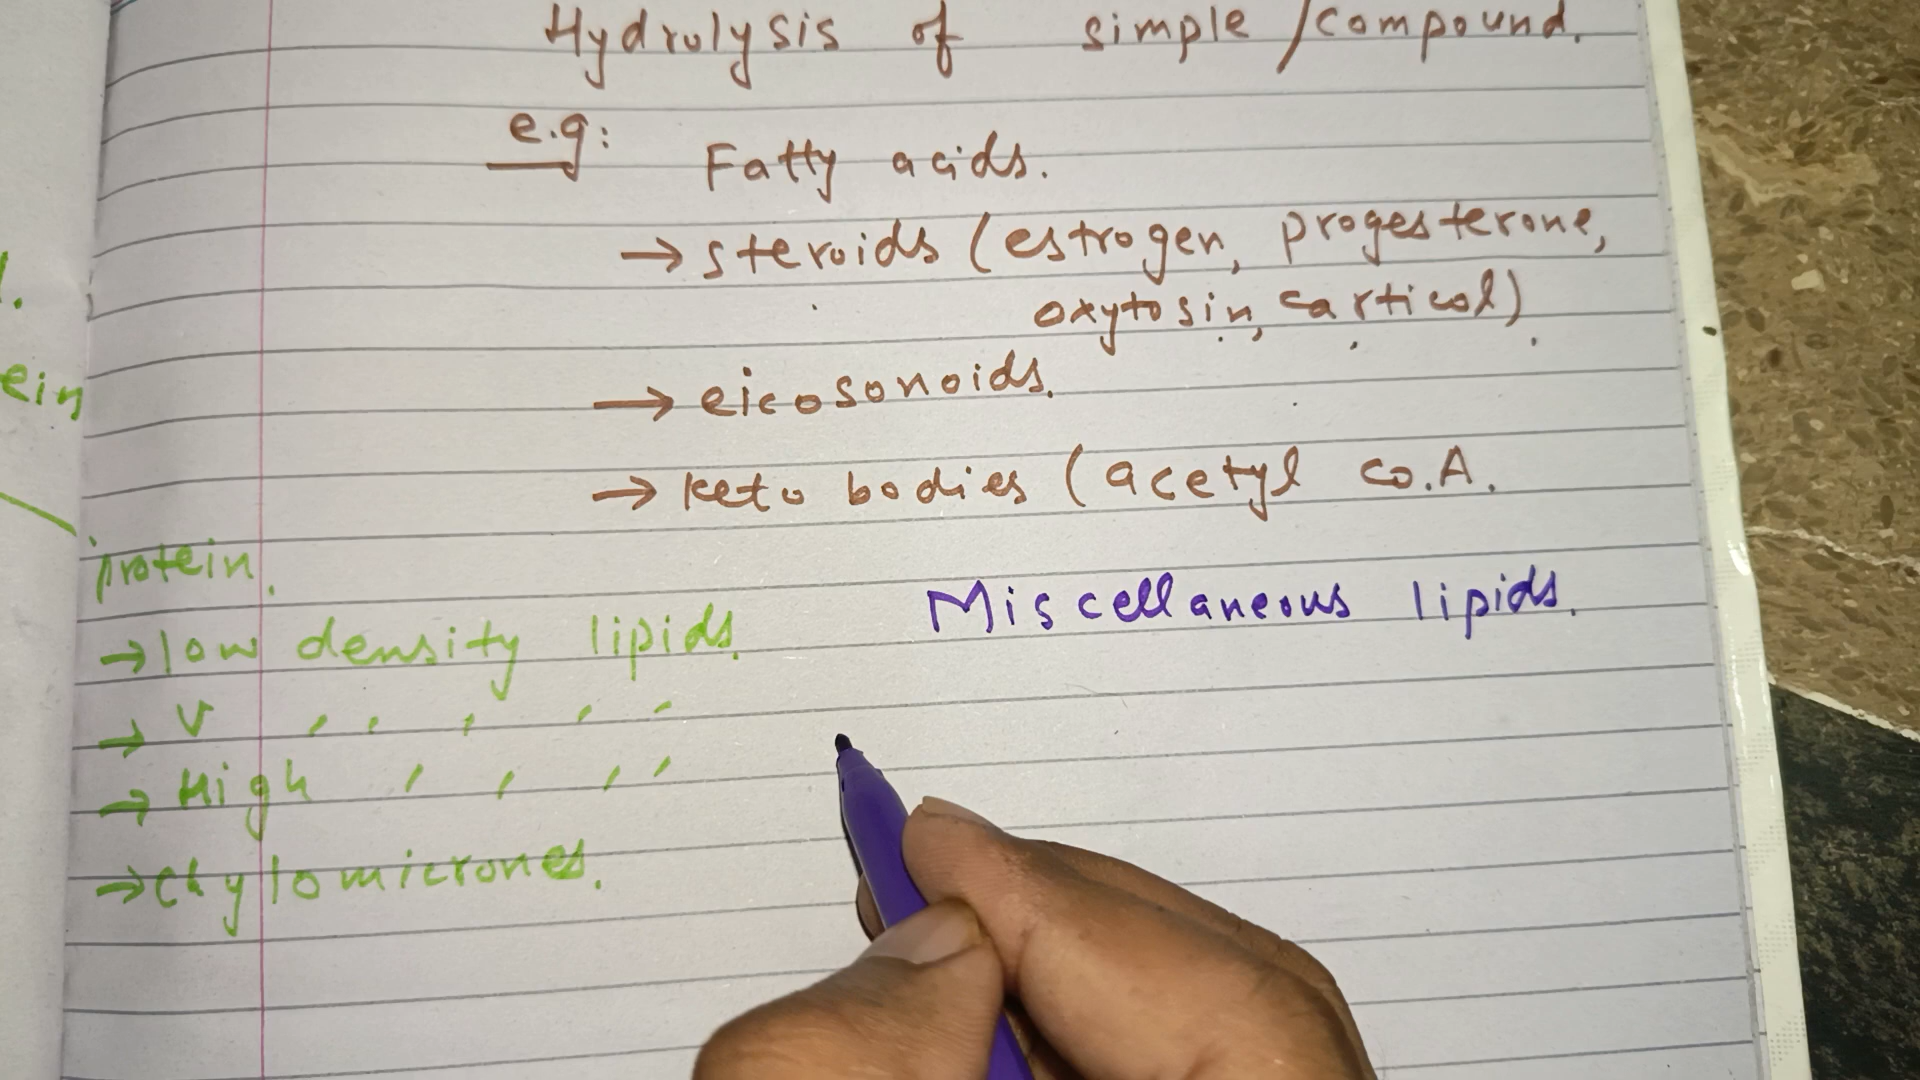 Hydrolysis of simple/compound.
e.g: Fatty acids.
→ steroids (estrogen, progesterone,
oxytosin, carticol)
→ eicosonoids.
→ keto bodies (acetyl co.A.
ein
protein.
→ low density lipids.
→ V , , , , ,
→ High , , , ,
→ chylomicrones.
Miscellaneous lipids.